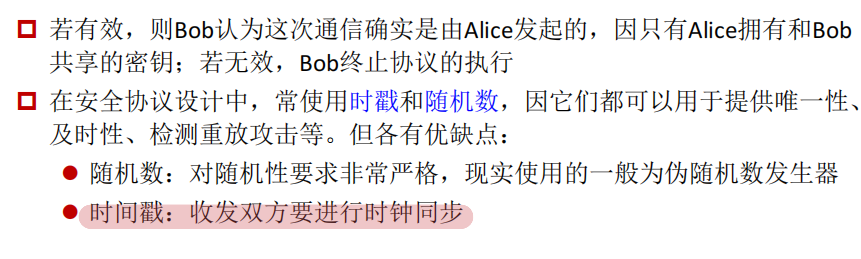 若有效，则Bob认为这次通信确实是由Alice发起的，因只有Alice拥有和Bob
共享的密钥；若无效，Bob终止协议的执行
在安全协议设计中，常使用时戳和随机数，因它们都可以用于提供唯一性、
及时性、检测重放攻击等。但各有优缺点：
随机数：对随机性要求非常严格，现实使用的一般为伪随机数发生器
时间戳：收发双方要进行时钟同步